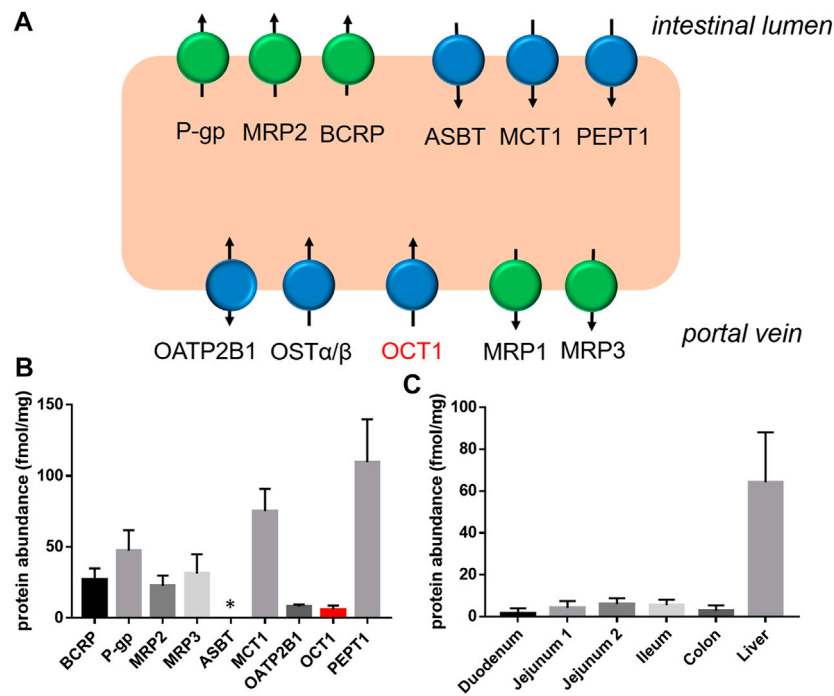 A
intestinal lumen
P-gp MRP2 BCRP ASBT MCT1 PEPT1
OATP2B1 OSTα/β OCT1 MRP1 MRP3
portal vein
B
protein abundance (fmol/mg)
150
100
50
0
*
BCRP P-gp MRP2 MRP3 ASBT MCT1 OATP2B1 OCT1 PEPT1
C
protein abundance (fmol/mg)
100
80
60
40
20
0
Duodenum Jejunum 1 Jejunum 2 Ileum Colon Liver